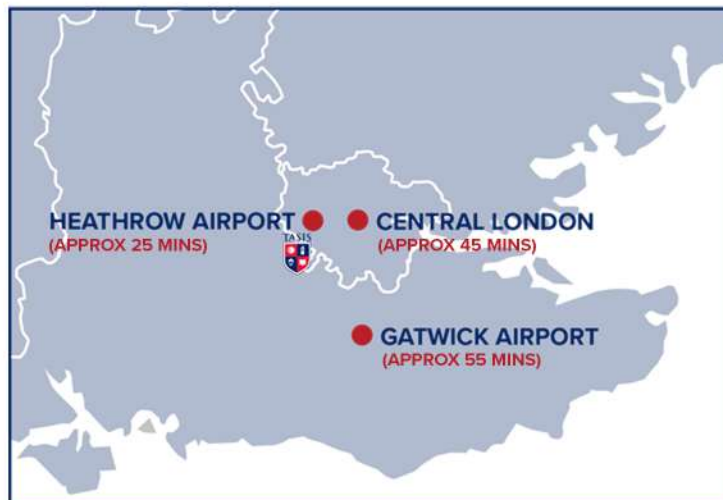 HEATHROW AIRPORT
(APPROX 25 MINS)
CENTRAL LONDON
(APPROX 45 MINS)
TASIS
GATWICK AIRPORT
(APPROX 55 MINS)